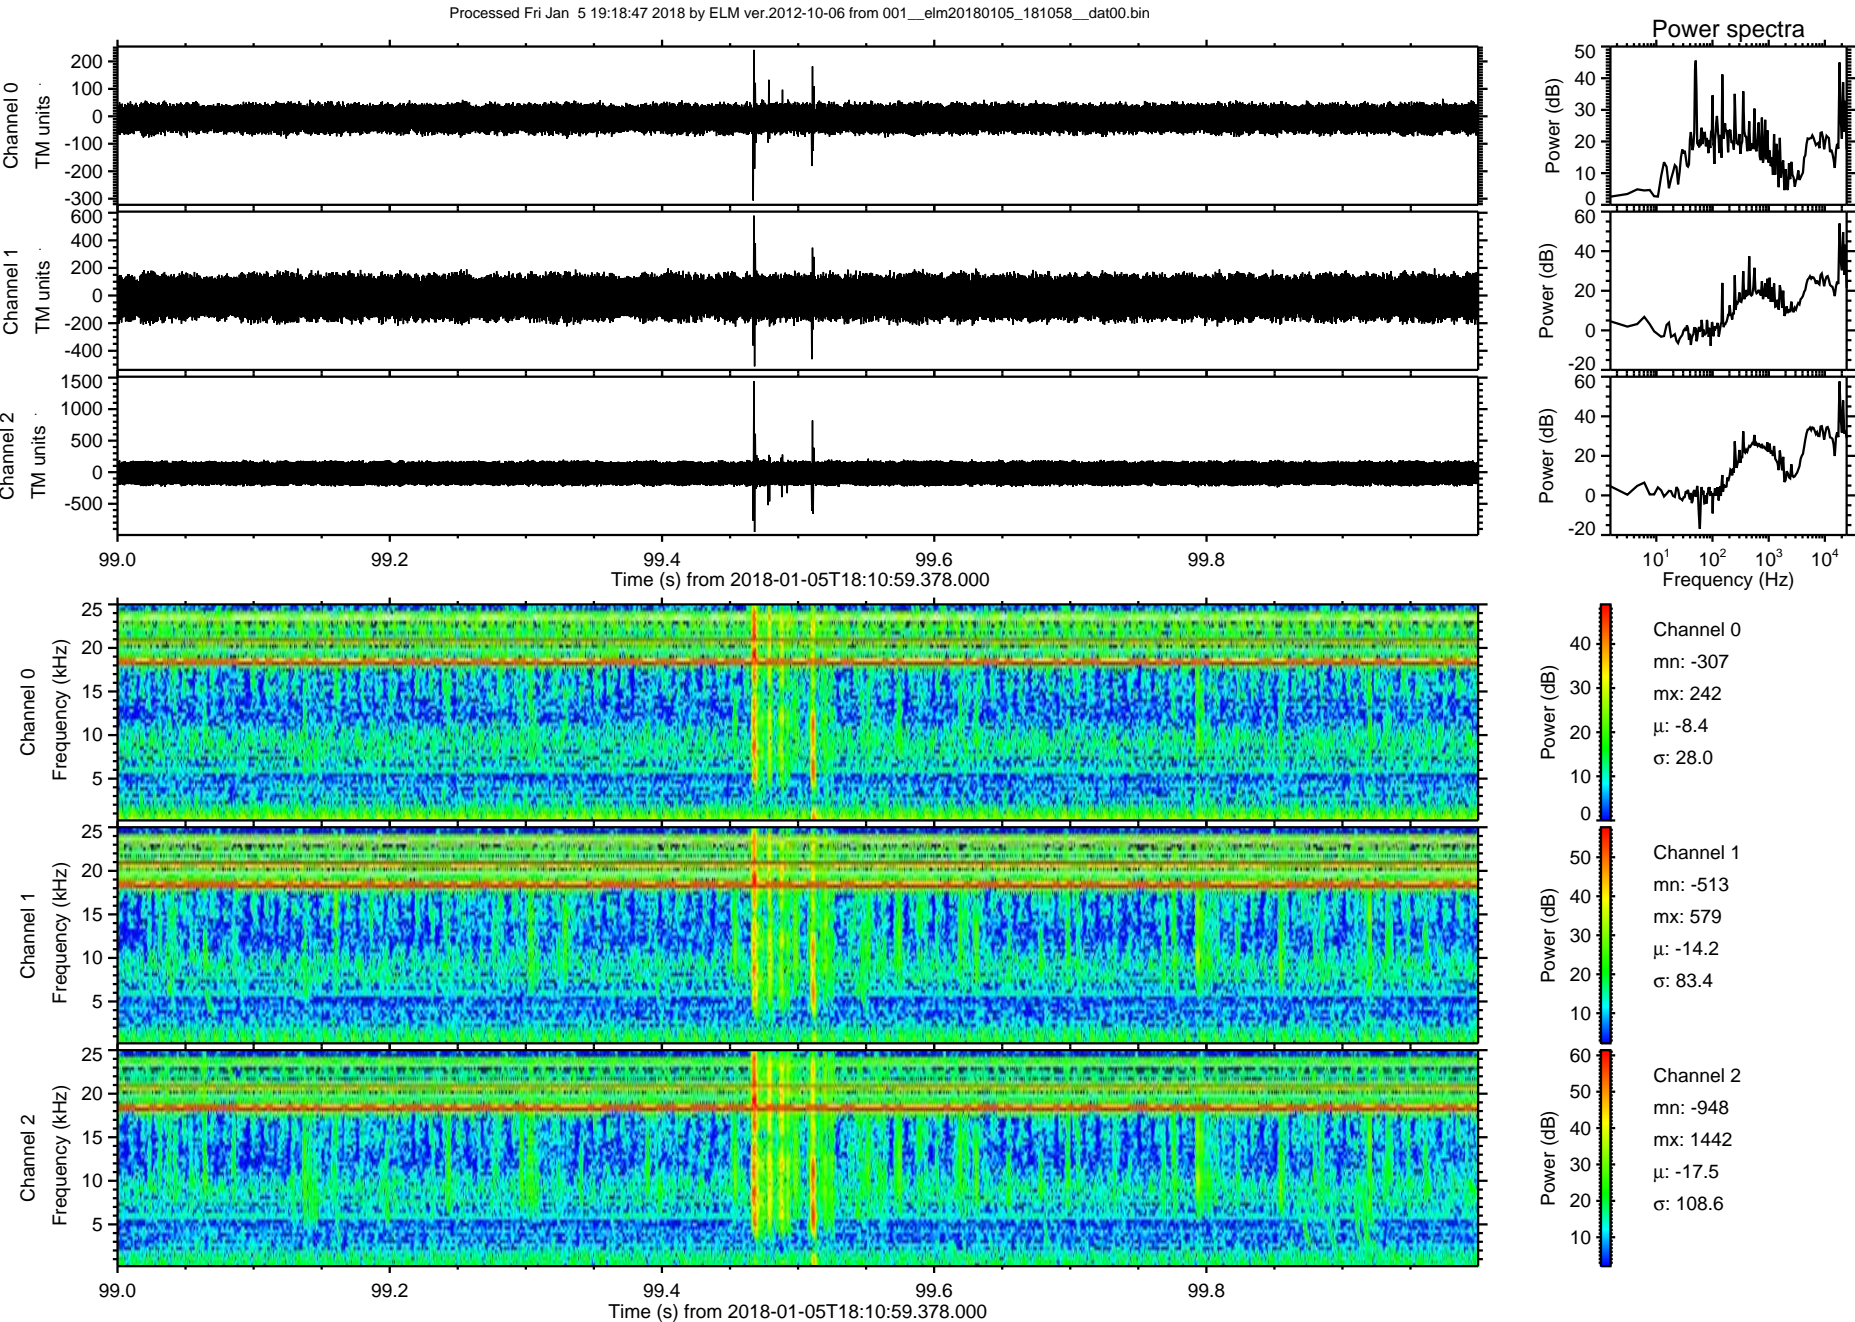 Processed Fri Jan  5 19:18:47 2018 by ELM ver.2012-10-06 from 001__elm20180105_181058__dat00.bin
Power spectra
Channel 0
TM units
200
100
0
-100
-200
-300
Power (dB)
50
40
30
20
10
0
Channel 1
TM units
600
400
200
0
-200
-400
Power (dB)
60
40
20
0
-20
Channel 2
TM units
1500
1000
500
0
-500
Power (dB)
60
40
20
0
-20
99.0 99.2 99.4 99.6 99.8
Time (s) from 2018-01-05T18:10:59.378.000
10¹ 10² 10³ 10⁴
Frequency (Hz)
Channel 0
Frequency (kHz)
25
20
15
10
5
Power (dB)
40
30
20
10
0
Channel 0
mn: -307
mx: 242
μ: -8.4
σ: 28.0
Channel 1
Frequency (kHz)
25
20
15
10
5
Power (dB)
50
40
30
20
10
Channel 1
mn: -513
mx: 579
μ: -14.2
σ: 83.4
Channel 2
Frequency (kHz)
25
20
15
10
5
Power (dB)
60
50
40
30
20
10
Channel 2
mn: -948
mx: 1442
μ: -17.5
σ: 108.6
99.0 99.2 99.4 99.6 99.8
Time (s) from 2018-01-05T18:10:59.378.000